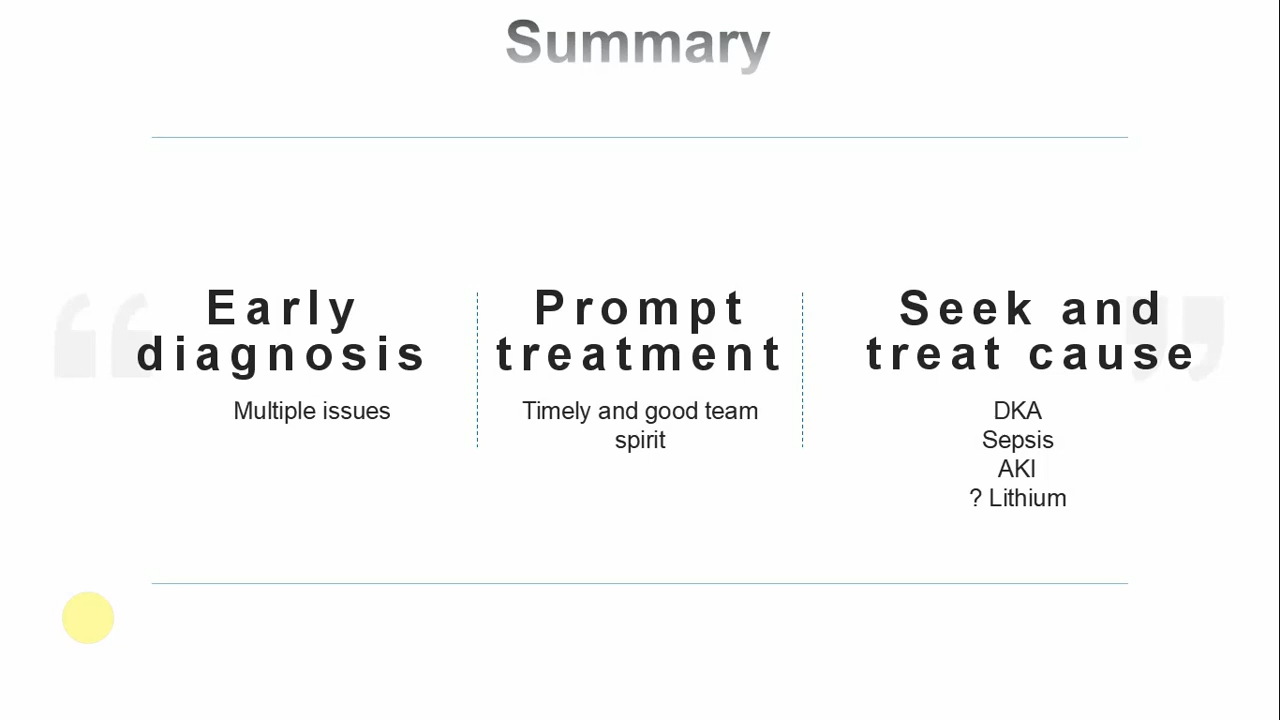 Summary
Early
diagnosis
Multiple issues
Prompt
treatment
Timely and good team
spirit
Seek and
treat cause
DKA
Sepsis
AKI
? Lithium